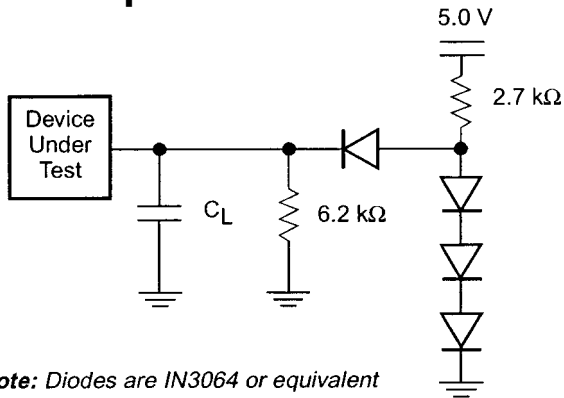 5.0 V
2.7 kΩ
Device
Under
Test
CL
6.2 kΩ
ote: Diodes are IN3064 or equivalent